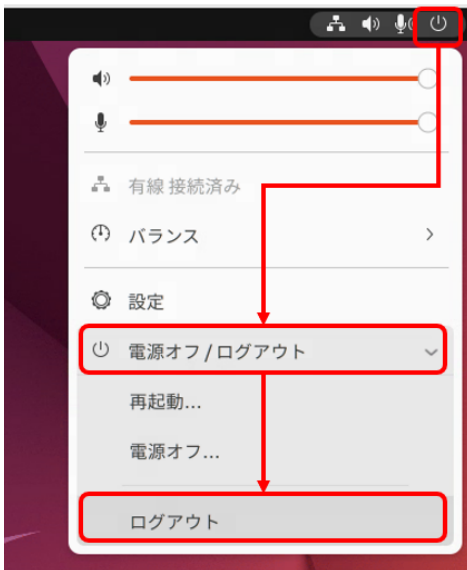 有線 接続済み
バランス
設定
電源オフ / ログアウト
再起動...
電源オフ...
ログアウト